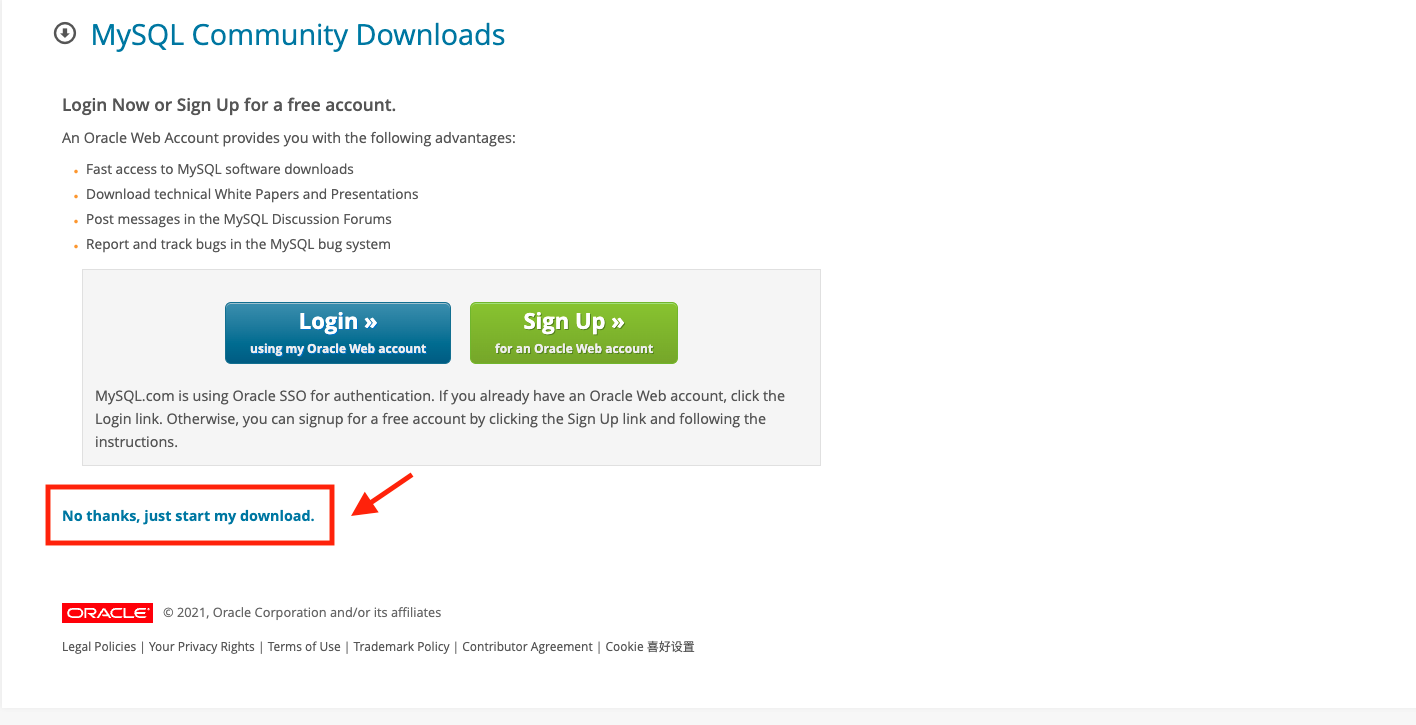 MySQL Community Downloads
Login Now or Sign Up for a free account.
An Oracle Web Account provides you with the following advantages:
Fast access to MySQL software downloads
Download technical White Papers and Presentations
Post messages in the MySQL Discussion Forums
Report and track bugs in the MySQL bug system
Login »
using my Oracle Web account
Sign Up »
for an Oracle Web account
MySQL.com is using Oracle SSO for authentication. If you already have an Oracle Web account, click the
Login link. Otherwise, you can signup for a free account by clicking the Sign Up link and following the
instructions.
No thanks, just start my download.
ORACLE © 2021, Oracle Corporation and/or its affiliates
Legal Policies | Your Privacy Rights | Terms of Use | Trademark Policy | Contributor Agreement | Cookie 喜好设置